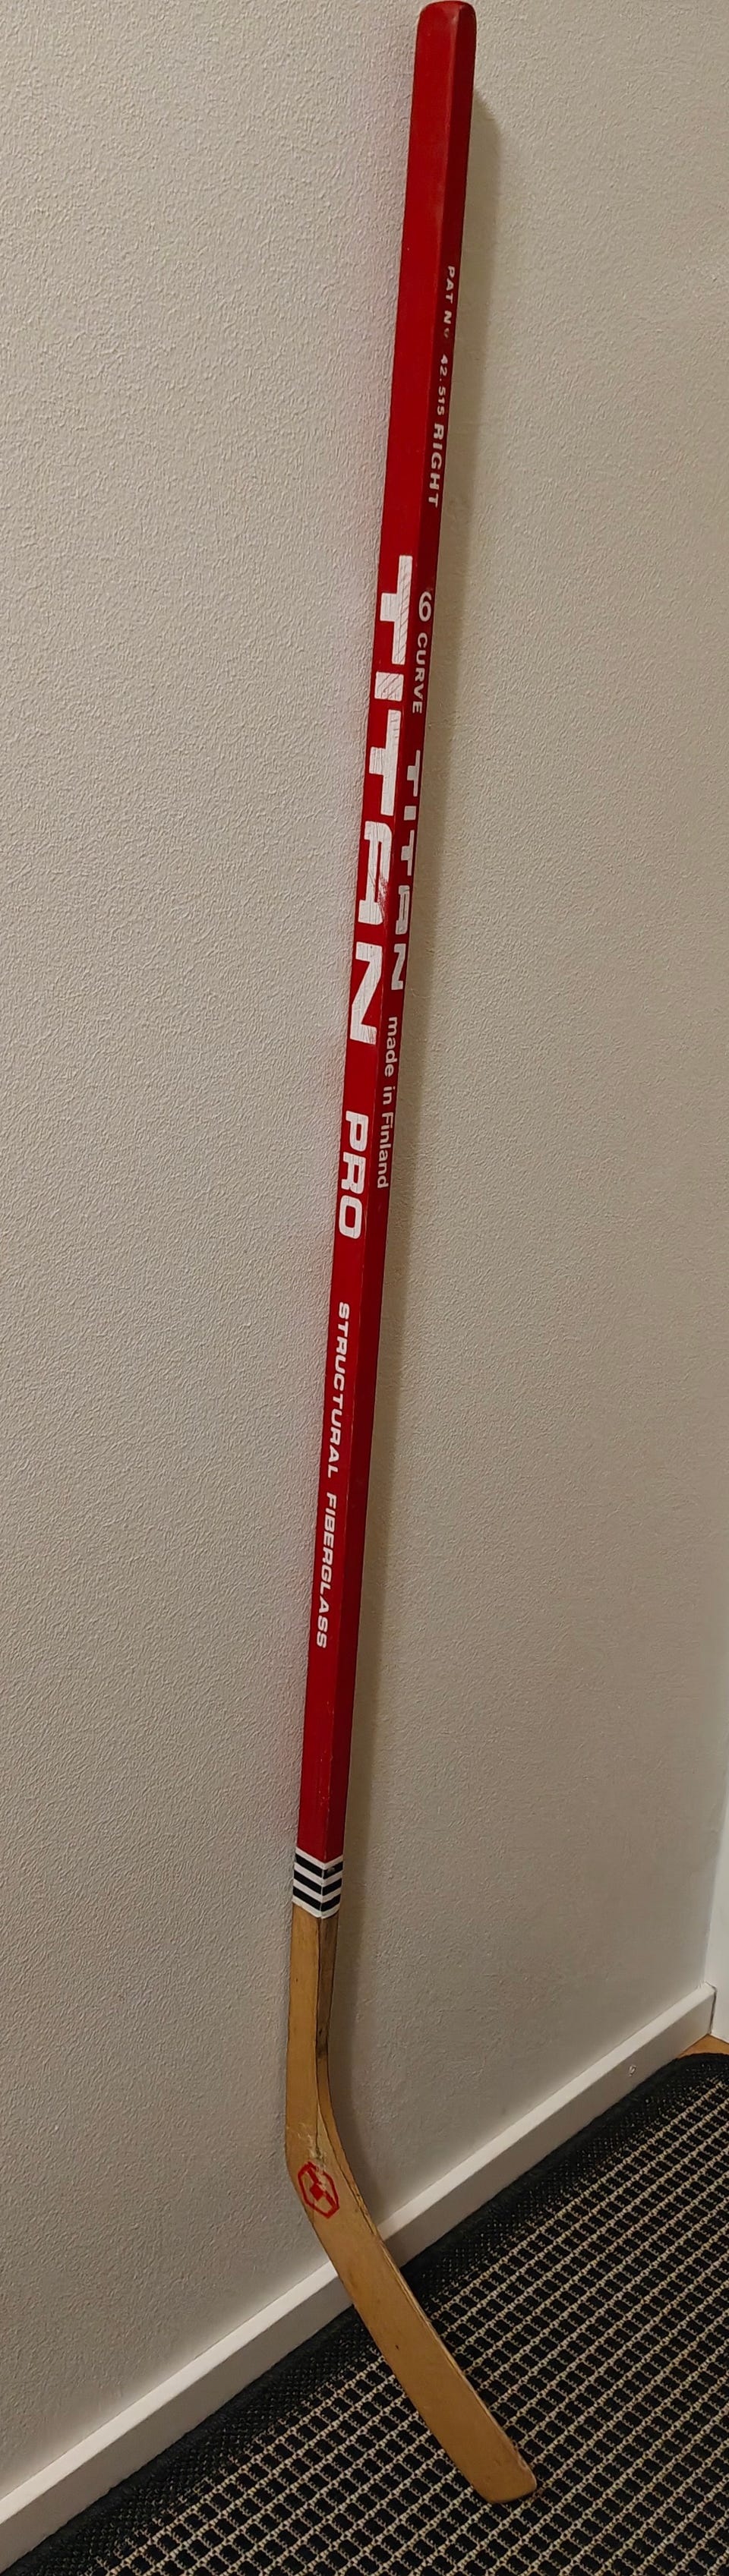 PAT No 42.515 RIGHT 6 CURVE TITAN made in Finland
TITAN PRO STRUCTURAL FIBERGLASS